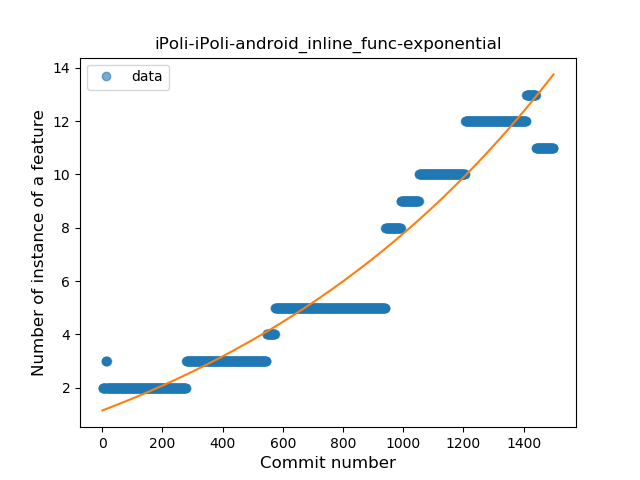 iPoli-iPoli-android_inline_func-exponential
data
Number of instance of a feature
14
12
10
8
6
4
2
0 200 400 600 800 1000 1200 1400
Commit number